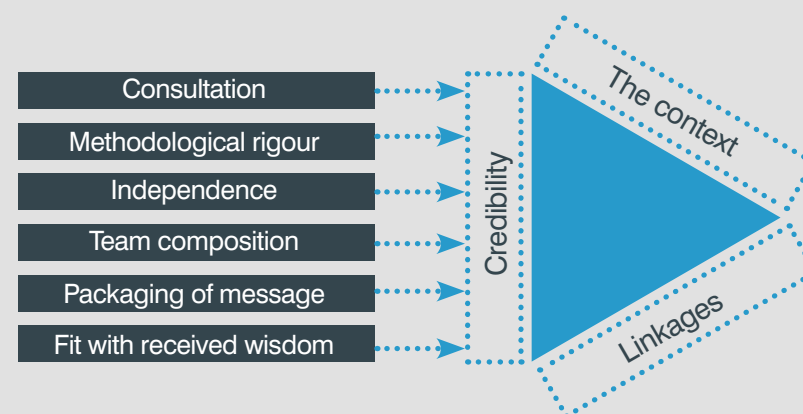 Consultation
Methodological rigour
Independence
Team composition
Packaging of message
Fit with received wisdom
Credibility
The context
Linkages